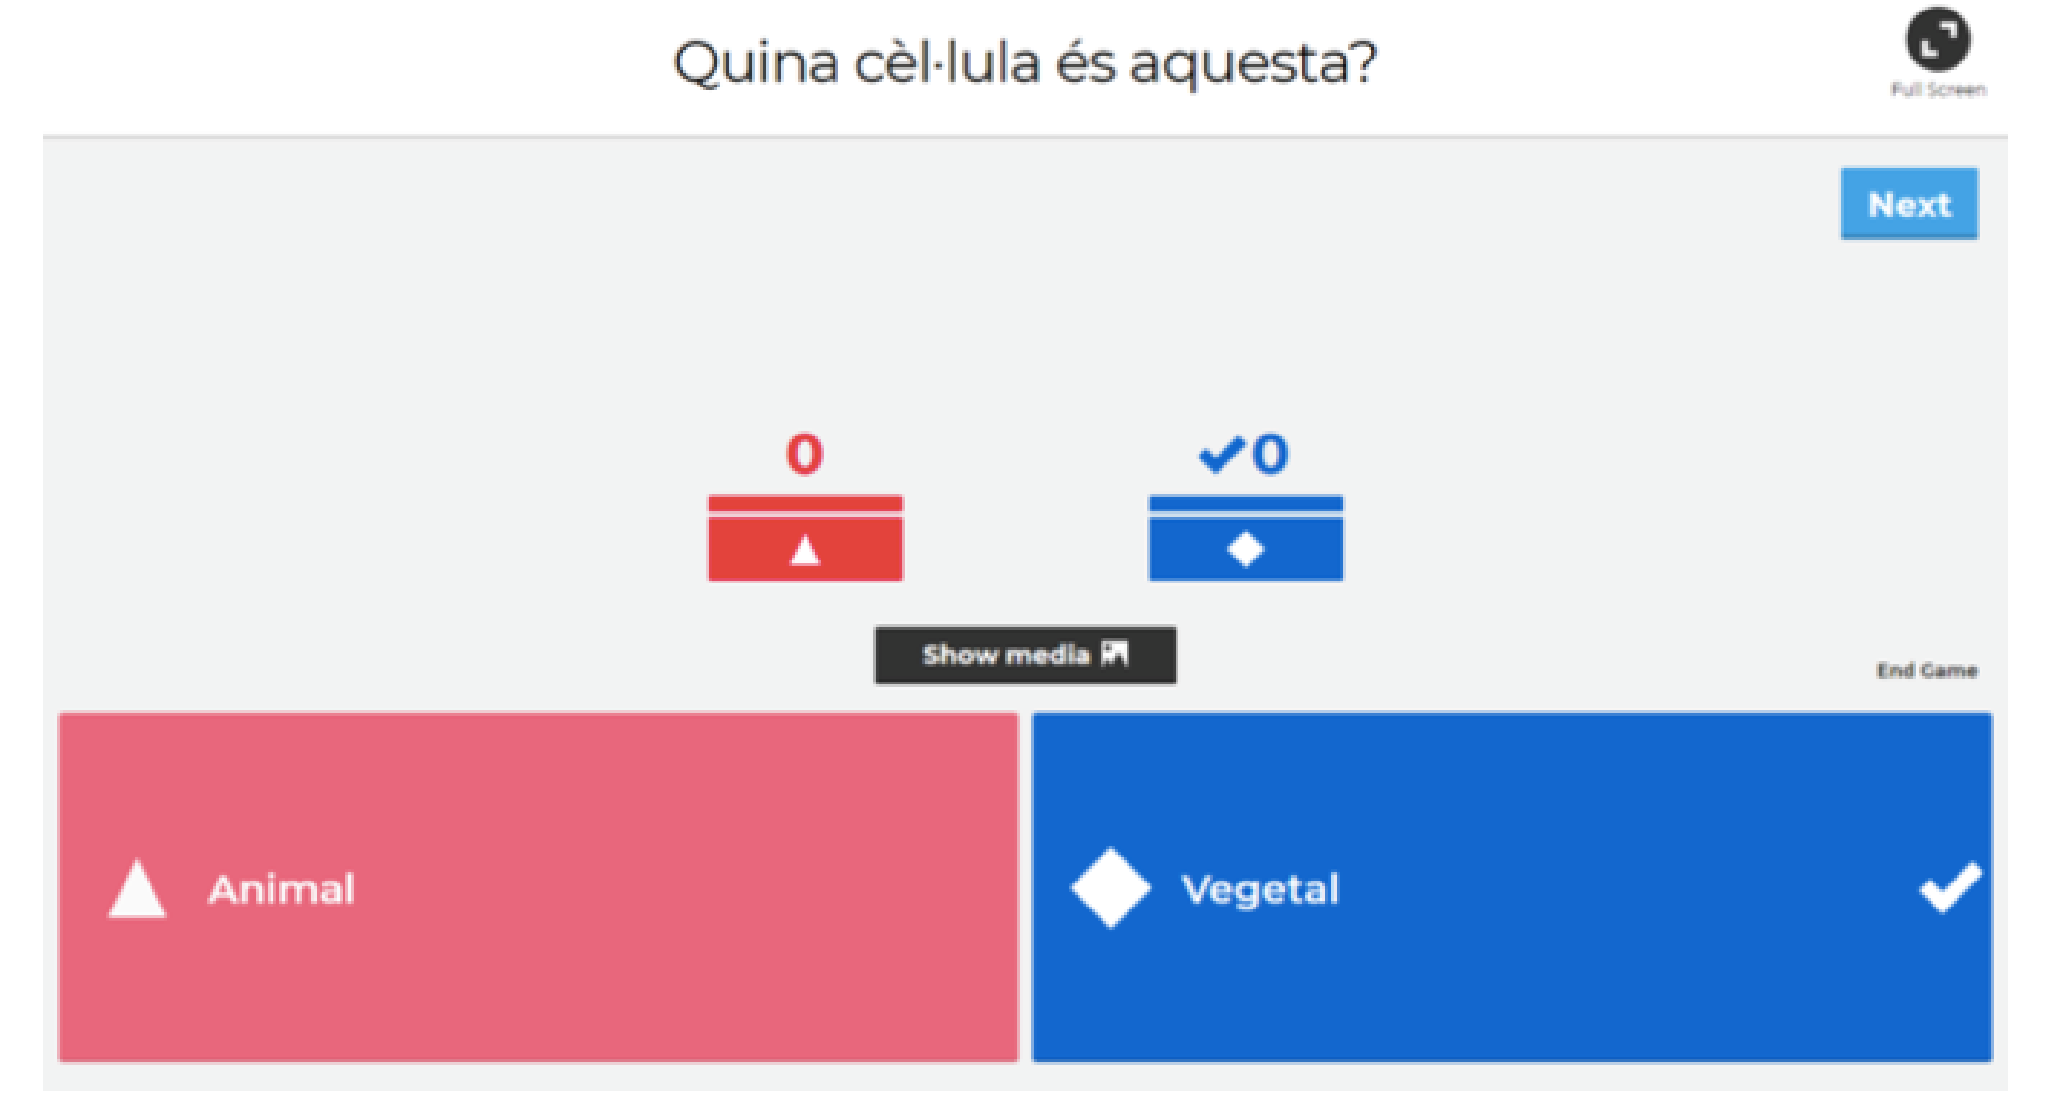 Quina cèl·lula és aquesta?
Full Screen
Next
0
0
Show media
End Game
Animal
Vegetal